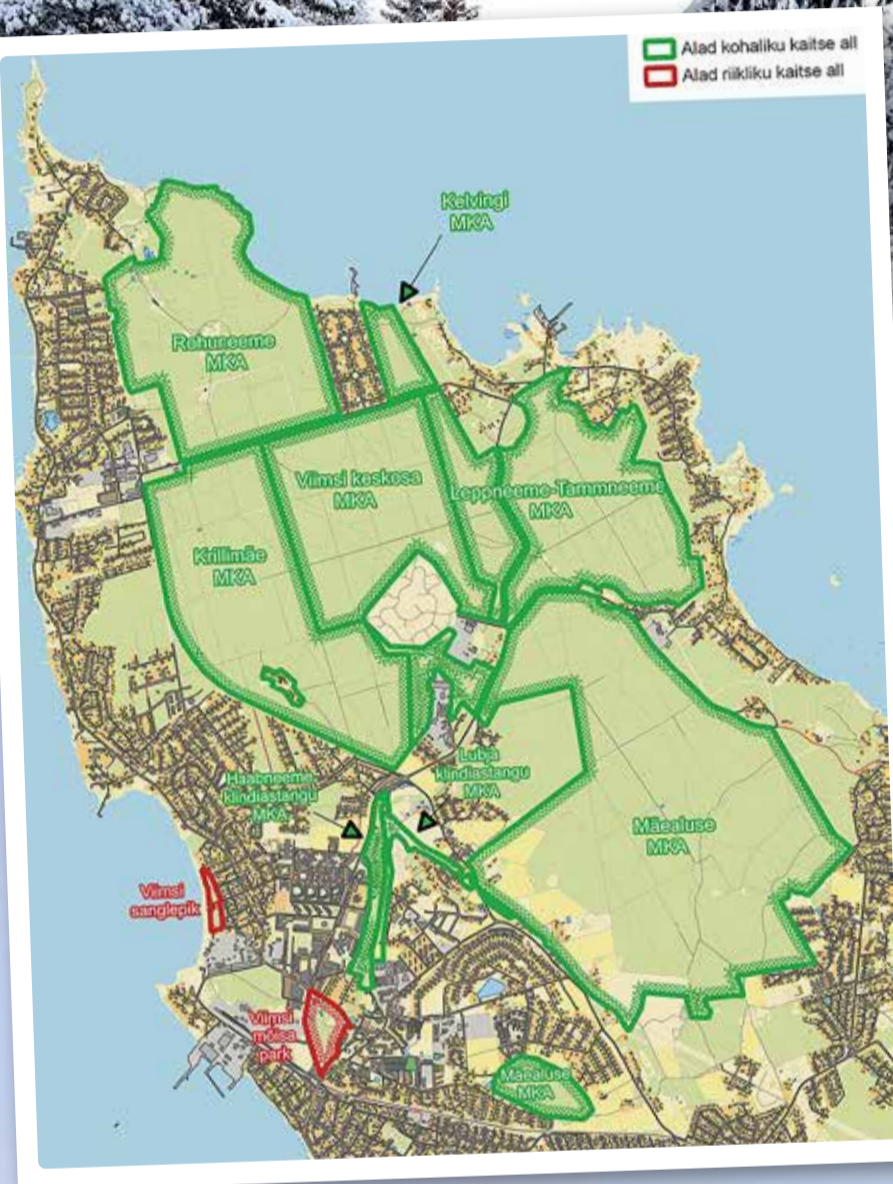 Alad kohaliku kaitse all
Alad riikliku kaitse all
Kelvingi
MKA
Rohuneeme
MKA
Viimsi keskosa
MKA
Leppneeme-Tammneeme
MKA
Krillimäe
MKA
Haabneeme
klindiastangu
MKA
Lubja
klindiastangu
MKA
Mäealuse
MKA
Viimsi
sanglepik
Viimsi
mõisa
park
Mäealuse
MKA